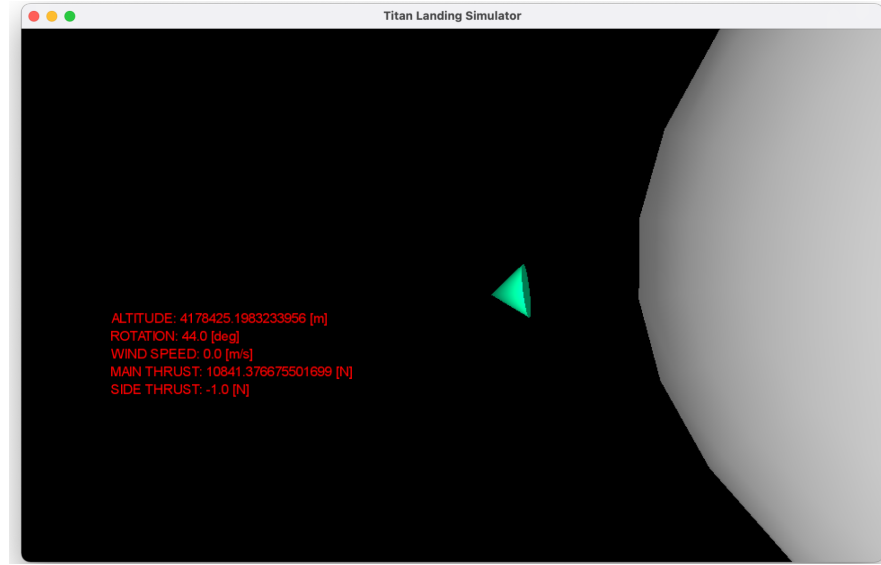 Titan Landing Simulator
ALTITUDE: 4178425.1983233956 [m]
ROTATION: 44.0 [deg]
WIND SPEED: 0.0 [m/s]
MAIN THRUST: 10841.376675501699 [N]
SIDE THRUST: -1.0 [N]